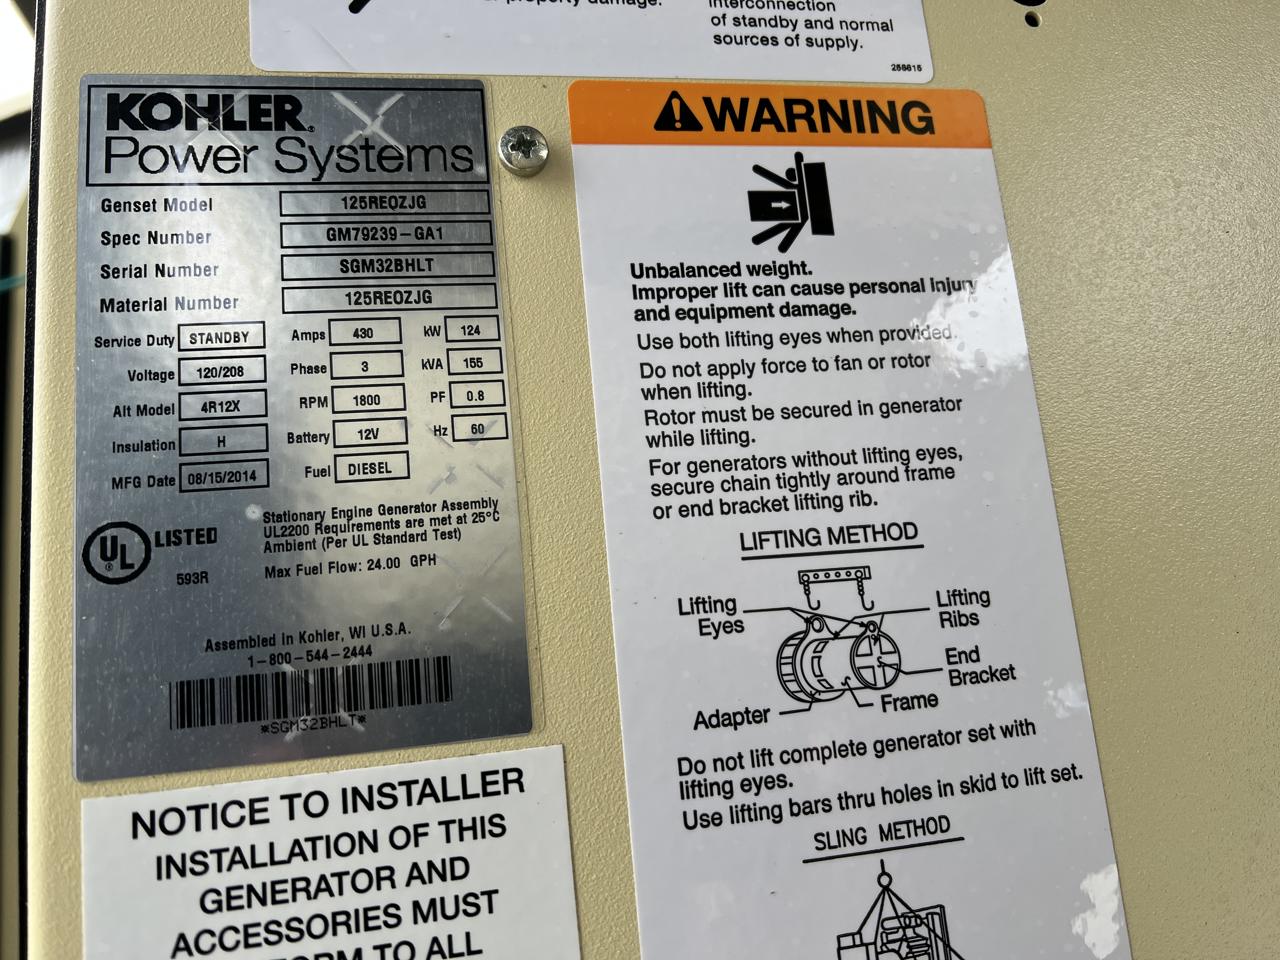 property damage.
interconnection
of standby and normal
sources of supply.
258615
KOHLER®
Power Systems
Genset Model 125REOZJG
Spec Number GM79239-GA1
Serial Number SGM32BHLT
Material Number 125REOZJG
Service Duty STANDBY Amps 430 kW 124
Voltage 120/208 Phase 3 kVA 155
Alt Model 4R12X RPM 1800 PF 0.8
Insulation H Battery 12V Hz 60
MFG Date 08/15/2014 Fuel DIESEL
UL® LISTED
593R
Stationary Engine Generator Assembly
UL2200 Requirements are met at 25°C
Ambient (Per UL Standard Test)
Max Fuel Flow: 24.00 GPH
Assembled in Kohler, WI U.S.A.
1-800-544-2444
*SGM32BHLT*
NOTICE TO INSTALLER
INSTALLATION OF THIS
GENERATOR AND
ACCESSORIES MUST
TO ALL
WARNING
Unbalanced weight.
Improper lift can cause personal injury
and equipment damage.
Use both lifting eyes when provided.
Do not apply force to fan or rotor
when lifting.
Rotor must be secured in generator
while lifting.
For generators without lifting eyes,
secure chain tightly around frame
or end bracket lifting rib.
LIFTING METHOD
Lifting
Eyes
Lifting
Ribs
End
Bracket
Adapter
Frame
Do not lift complete generator set with
lifting eyes.
Use lifting bars thru holes in skid to lift set.
SLING METHOD